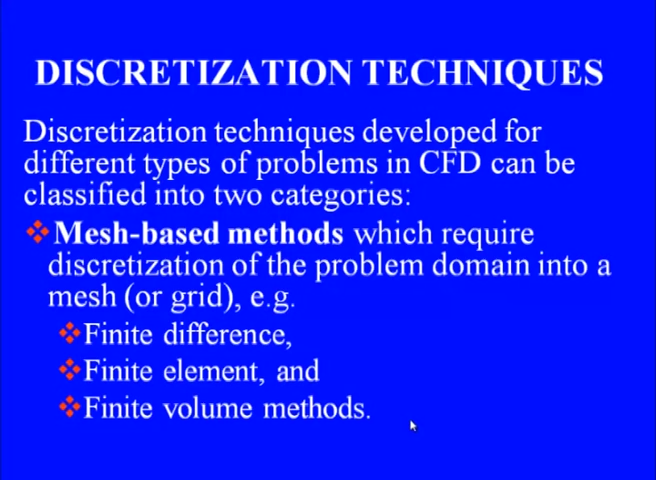 DISCRETIZATION TECHNIQUES
Discretization techniques developed for
different types of problems in CFD can be
classified into two categories:
Mesh-based methods which require
discretization of the problem domain into a
mesh (or grid), e.g.
Finite difference,
Finite element, and
Finite volume methods.